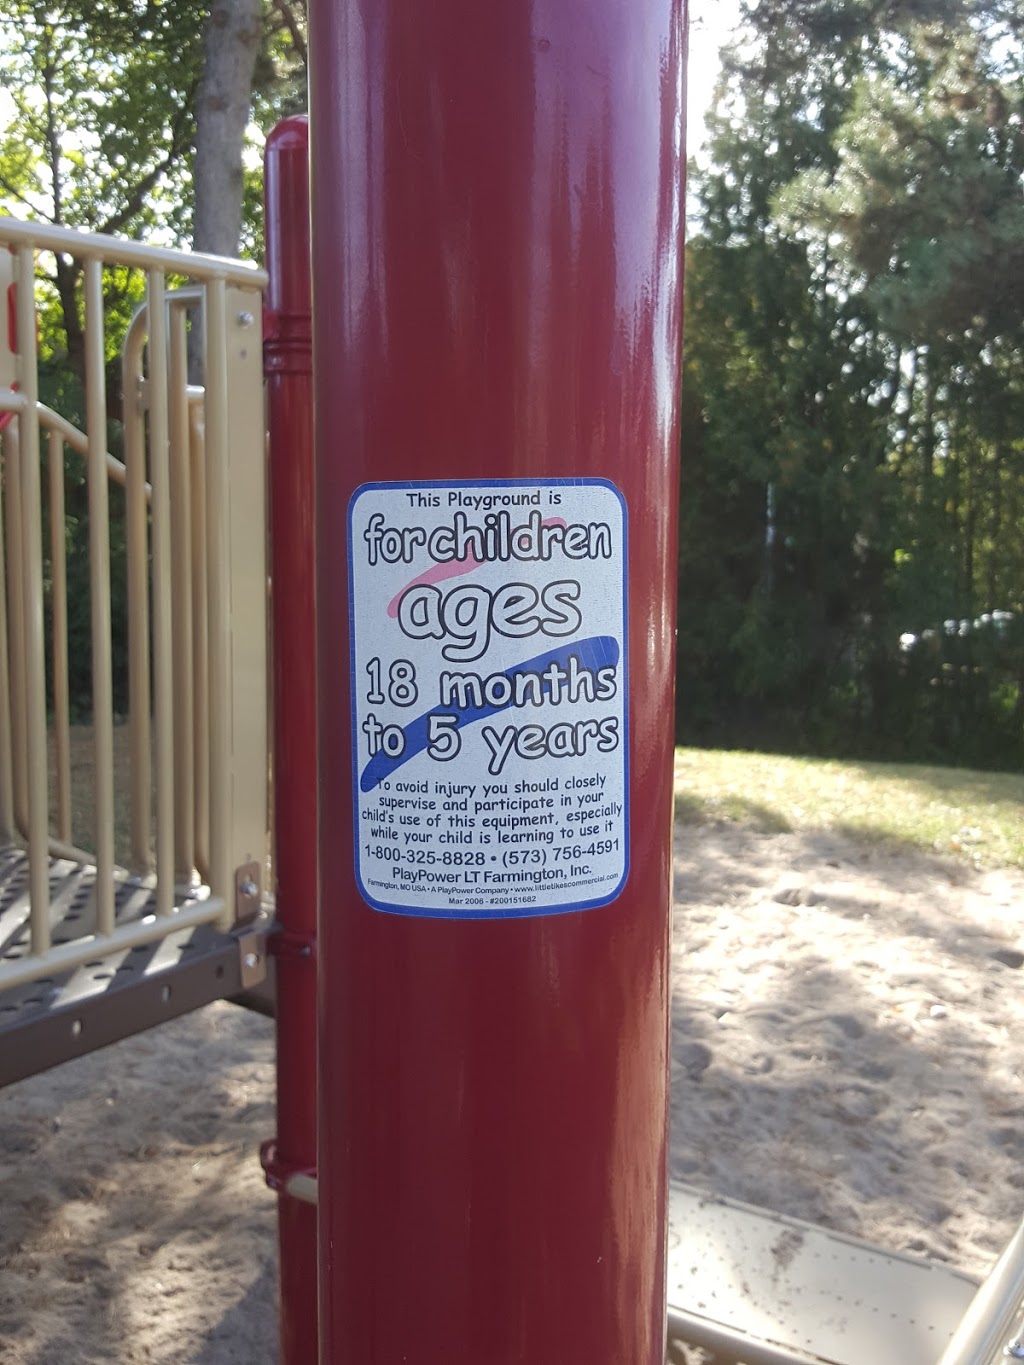 This Playground is
for children
ages
18 months
to 5 years
To avoid injury you should closely
supervise and participate in your
child's use of this equipment, especially
while your child is learning to use it
1-800-325-8828 • (573) 756-4591
PlayPower LT Farmington, Inc.
Farmington, MO USA • A PlayPower Company • www.littletikescommercial.com
Mar 2006 - #200151682